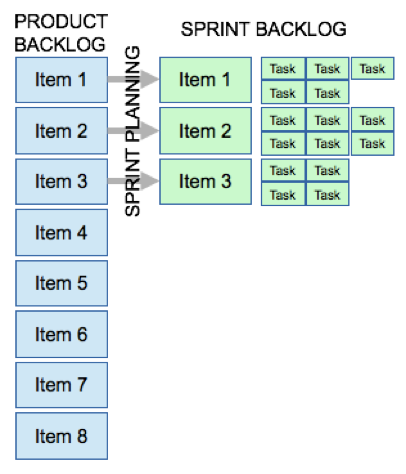 PRODUCT
BACKLOG
SPRINT BACKLOG
SPRINT PLANNING
Item 1
Item 1
Task Task Task
Task Task
Item 2
Item 2
Task Task Task
Task Task Task
Item 3
Item 3
Task Task
Task Task
Item 4
Item 5
Item 6
Item 7
Item 8